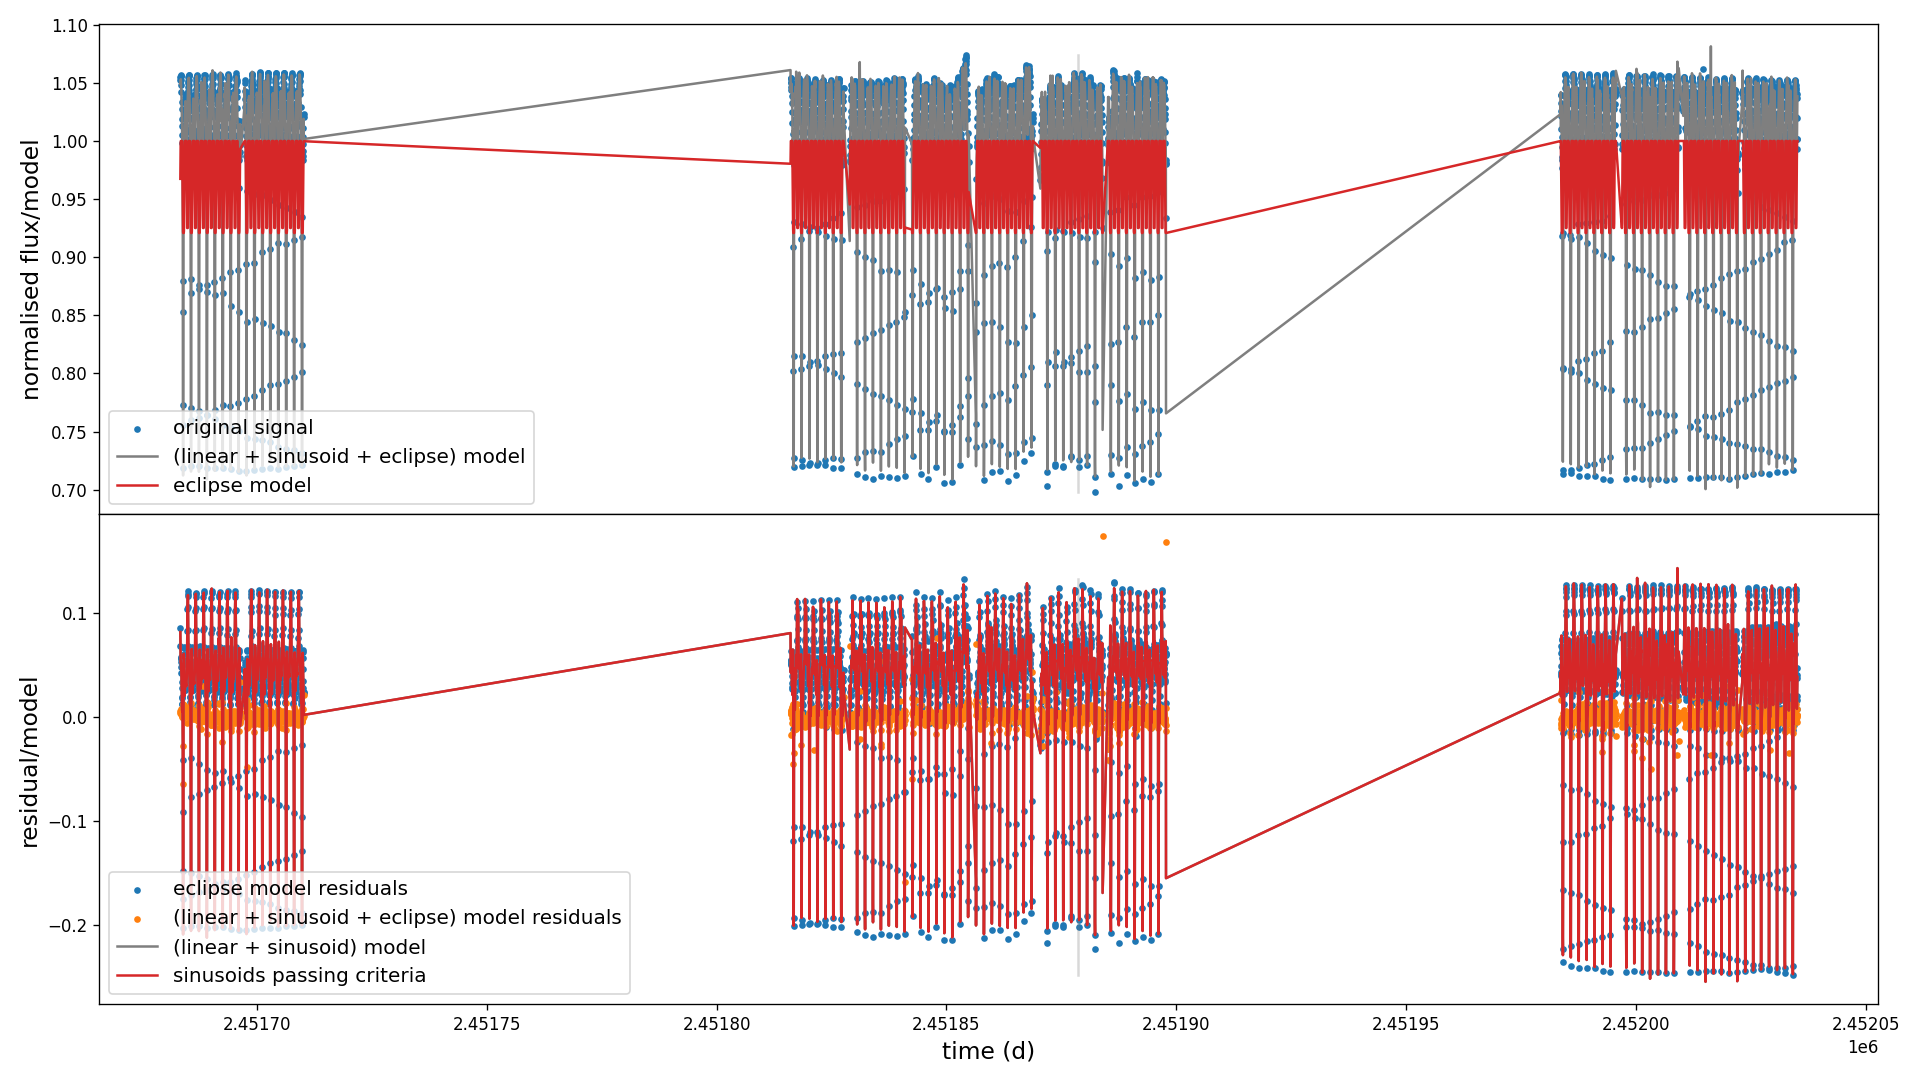 1.10
1.05
1.00
0.95
0.90
0.85
0.80
0.75
0.70
normalised flux/model
original signal
(linear + sinusoid + eclipse) model
eclipse model
0.1
0.0
−0.1
−0.2
residual/model
eclipse model residuals
(linear + sinusoid + eclipse) model residuals
(linear + sinusoid) model
sinusoids passing criteria
2.45170 2.45175 2.45180 2.45185 2.45190 2.45195 2.45200 2.45205
1e6
time (d)